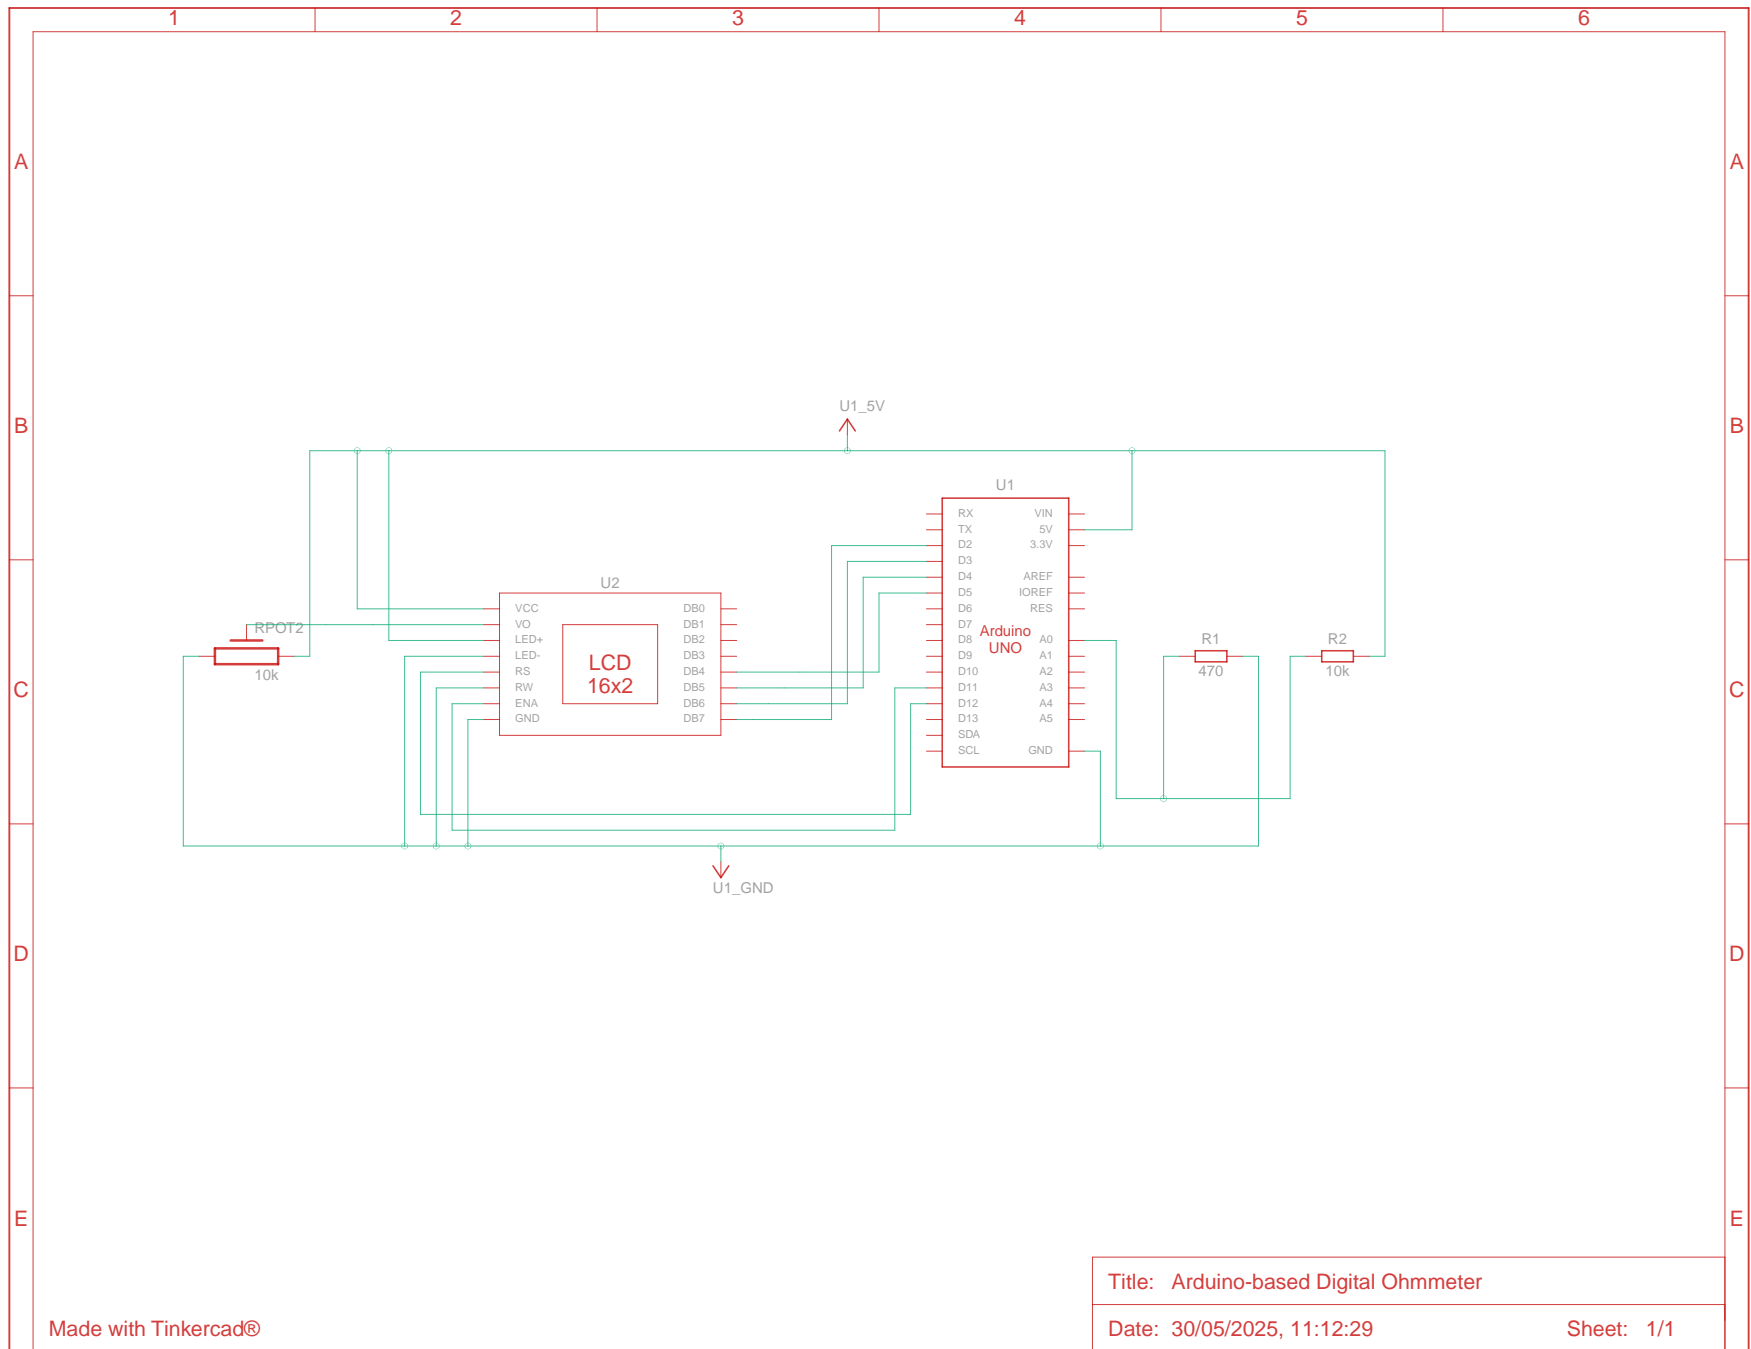 1 2 3 4 5 6
A A
B B
C C
D D
E E
U1_5V
U1
RX VIN
TX 5V
D2 3.3V
D3
D4 AREF
D5 IOREF
D6 RES
D7
D8 A0
D9 A1
D10 A2
D11 A3
D12 A4
D13 A5
SDA
SCL GND
Arduino
UNO
U2
VCC DB0
VO DB1
LED+ DB2
LED- DB3
RS DB4
RW DB5
ENA DB6
GND DB7
LCD
16x2
RPOT2
10k
R1
470
R2
10k
U1_GND
Title: Arduino-based Digital Ohmmeter
Date: 30/05/2025, 11:12:29 Sheet: 1/1
Made with Tinkercad®